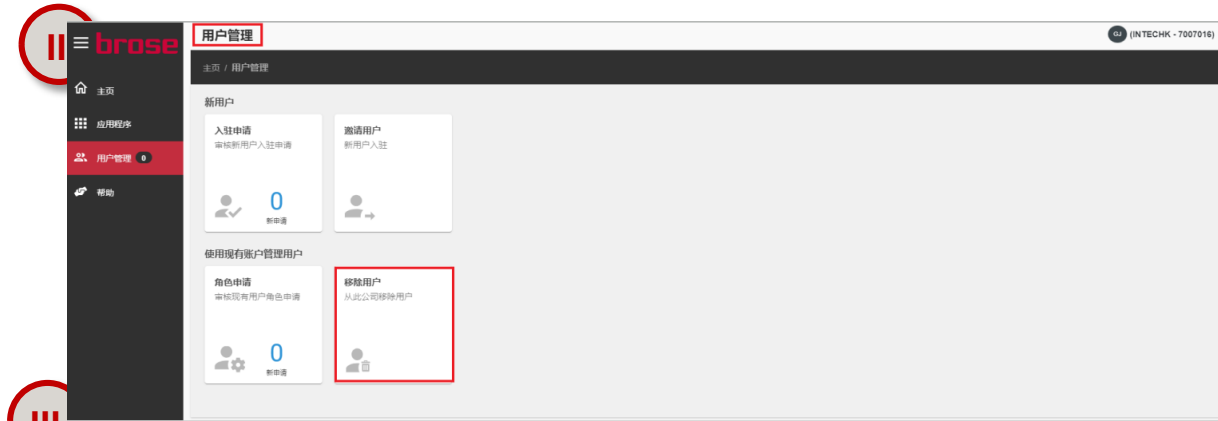 II
brose
用户管理
GJ (INTECHK - 7007016)
主页 / 用户管理
主页
应用程序
用户管理 0
帮助
新用户
入驻申请
审核新用户入驻申请
0
新申请
邀请用户
新用户入驻
使用现有账户管理用户
角色申请
审核现有用户角色申请
0
新申请
移除用户
从此公司移除用户
III